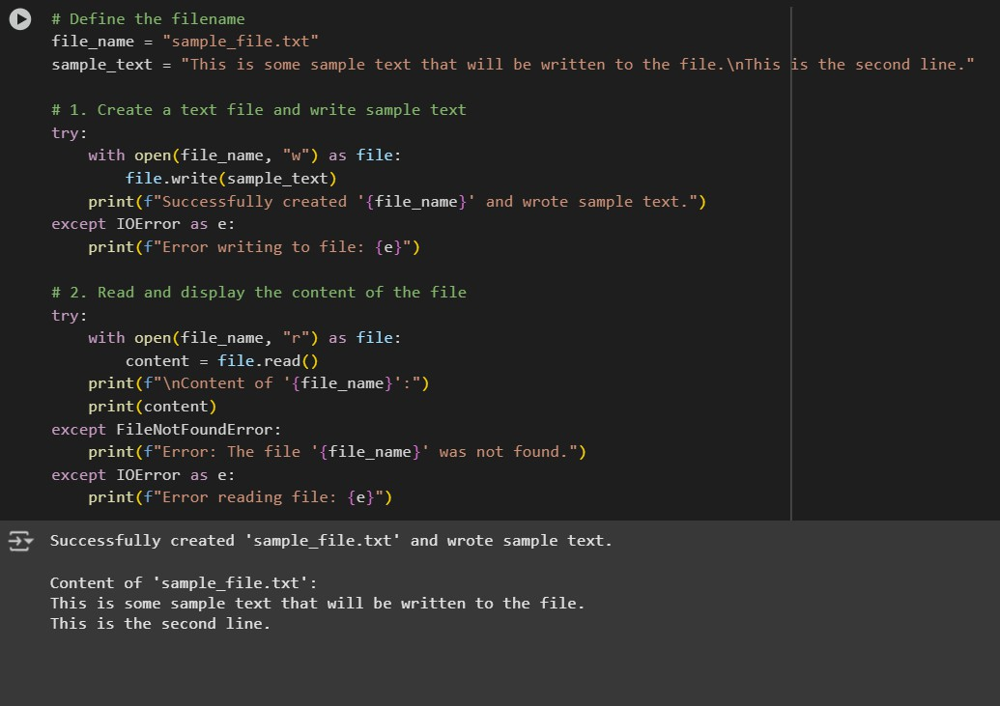 # Define the filename
file_name = "sample_file.txt"
sample_text = "This is some sample text that will be written to the file.\nThis is the second line."

# 1. Create a text file and write sample text
try:
    with open(file_name, "w") as file:
        file.write(sample_text)
    print(f"Successfully created '{file_name}' and wrote sample text.")
except IOError as e:
    print(f"Error writing to file: {e}")

# 2. Read and display the content of the file
try:
    with open(file_name, "r") as file:
        content = file.read()
    print(f"\nContent of '{file_name}':")
    print(content)
except FileNotFoundError:
    print(f"Error: The file '{file_name}' was not found.")
except IOError as e:
    print(f"Error reading file: {e}")

Successfully created 'sample_file.txt' and wrote sample text.

Content of 'sample_file.txt':
This is some sample text that will be written to the file.
This is the second line.